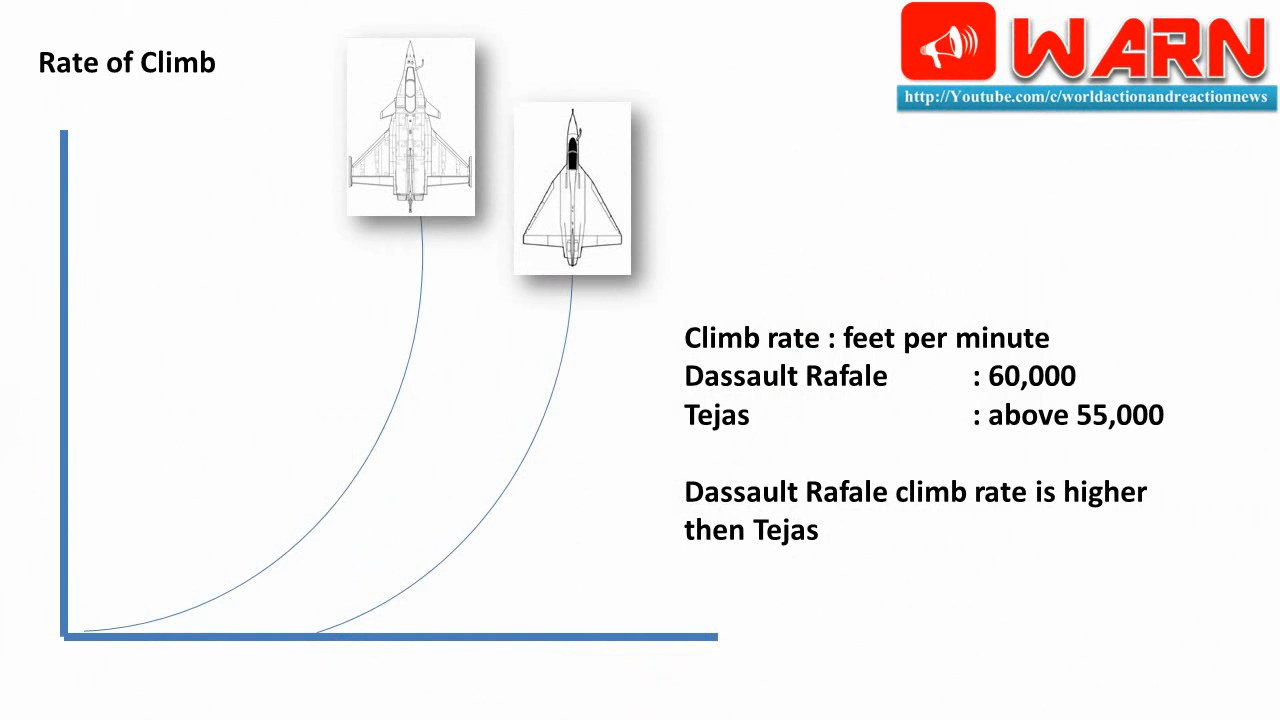 Rate of Climb
WARN
http://Youtube.com/c/worldactionandreactionnews
Climb rate : feet per minute
Dassault Rafale : 60,000
Tejas : above 55,000
Dassault Rafale climb rate is higher
then Tejas